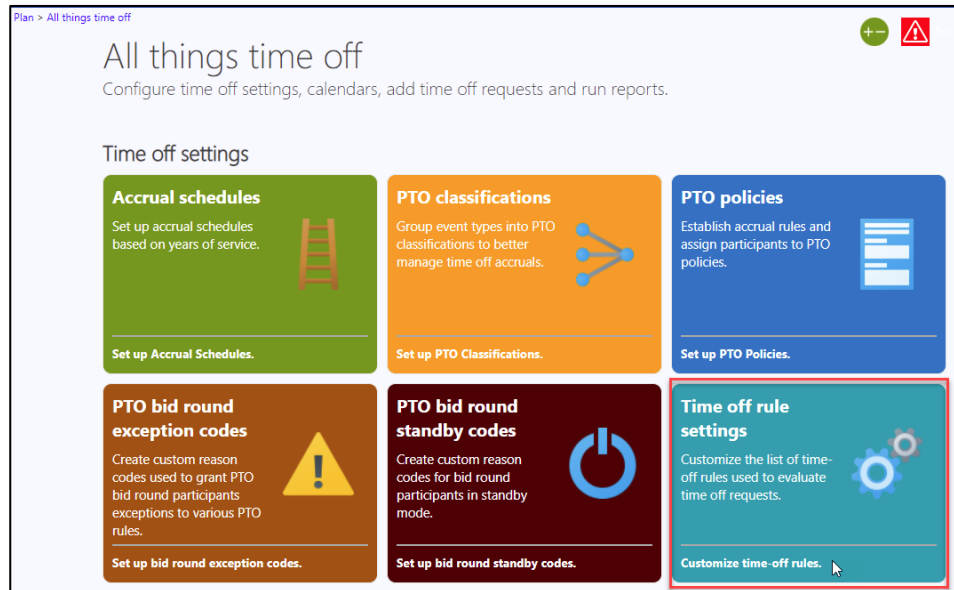 Plan > All things time off
All things time off
Configure time off settings, calendars, add time off requests and run reports.
Time off settings
Accrual schedules
Set up accrual schedules
based on years of service.
Set up Accrual Schedules.
PTO classifications
Group event types into PTO
classifications to better
manage time off accruals.
Set up PTO Classifications.
PTO policies
Establish accrual rules and
assign participants to PTO
policies.
Set up PTO Policies.
PTO bid round
exception codes
Create custom reason
codes used to grant PTO
bid round participants
exceptions to various PTO
rules.
Set up bid round exception codes.
PTO bid round
standby codes
Create custom reason
codes for bid round
participants in standby
mode.
Set up bid round standby codes.
Time off rule
settings
Customize the list of time-
off rules used to evaluate
time off requests.
Customize time-off rules.